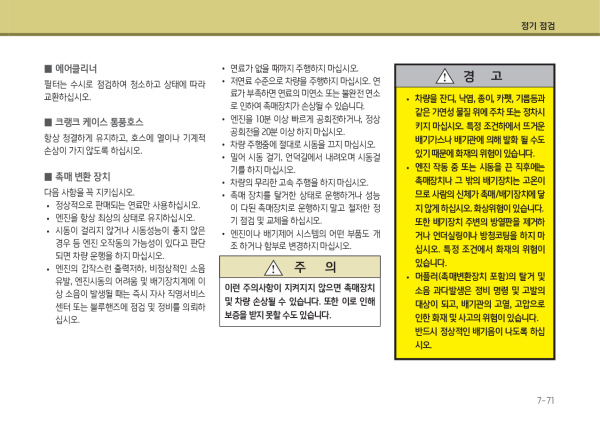 정기 점검
■ 에어클리너
필터는 수시로 점검하여 청소하고 상태에 따라
교환하십시오.
■ 크랭크 케이스 통풍호스
항상 청결하게 유지하고, 호스에 열이나 기계적
손상이 가지 않도록 하십시오.
■ 촉매 변환 장치
다음 사항을 꼭 지키십시오.
• 정상적으로 판매되는 연료만 사용하십시오.
• 엔진을 항상 최상의 상태로 유지하십시오.
• 시동이 걸리지 않거나 시동성능이 좋지 않은
경우 등 엔진 오작동의 가능성이 있다고 판단
되면 차량 운행을 하지 마십시오.
• 엔진의 갑작스런 출력저하, 비정상적인 소음
유발, 엔진시동의 어려움 및 배기장치계에 이
상 소음이 발생될 때는 즉시 자사 직영서비스
센터 또는 블루핸즈에 점검 및 정비를 의뢰하
십시오.
• 연료가 없을 때까지 주행하지 마십시오.
• 저연료 수준으로 차량을 주행하지 마십시오. 연
료가 부족하면 연료의 미연소 또는 불완전 연소
로 인하여 촉매장치가 손상될 수 있습니다.
• 엔진을 10분 이상 빠르게 공회전하거나, 정상
공회전을 20분 이상 하지 마십시오.
• 차량 주행중에 절대로 시동을 끄지 마십시오.
• 밀어 시동 걸기, 언덕길에서 내려오며 시동걸
기를 하지 마십시오.
• 차량의 무리한 고속 주행을 하지 마십시오.
• 촉매 장치를 탈거한 상태로 운행하거나 성능
이 다된 촉매장치로 운행하지 말고 철저한 정
기 점검 및 교체을 하십시오.
• 엔진이나 배기제어 시스템의 어떤 부품도 개
조 하거나 함부로 변경하지 마십시오.
주 의
이런 주의사항이 지켜지지 않으면 촉매장치
및 차량 손상될 수 있습니다. 또한 이로 인해
보증을 받지 못할 수도 있습니다.
경 고
• 차량을 잔디, 낙엽, 종이, 카펫, 기름등과
같은 가연성 물질 위에 주차 또는 정차시
키지 마십시오. 특정 조건하에서 뜨거운
배기가스나 배기관에 의해 발화 될 수도
있기 때문에 화재의 위험이 있습니다.
• 엔진 작동 중 또는 시동을 끈 직후에는
촉매장치나 그 밖의 배기장치는 고온이
므로 사람의 신체가 촉매/배기장치에 닿
지 않게 하십시오. 화상위험이 있습니다.
또한 배기장치 주변의 방열판을 제거하
거나 언더실링이나 방청코팅을 하지 마
십시오. 특정 조건에서 화재의 위험이
있습니다.
• 머플러(촉매변환장치 포함)의 탈거 및
소음 과다발생은 정비 명령 및 고발의
대상이 되고, 배기관의 고열, 고압으로
인한 화재 및 사고의 위험이 있습니다.
반드시 정상적인 배기음이 나도록 하십
시오.
7-71